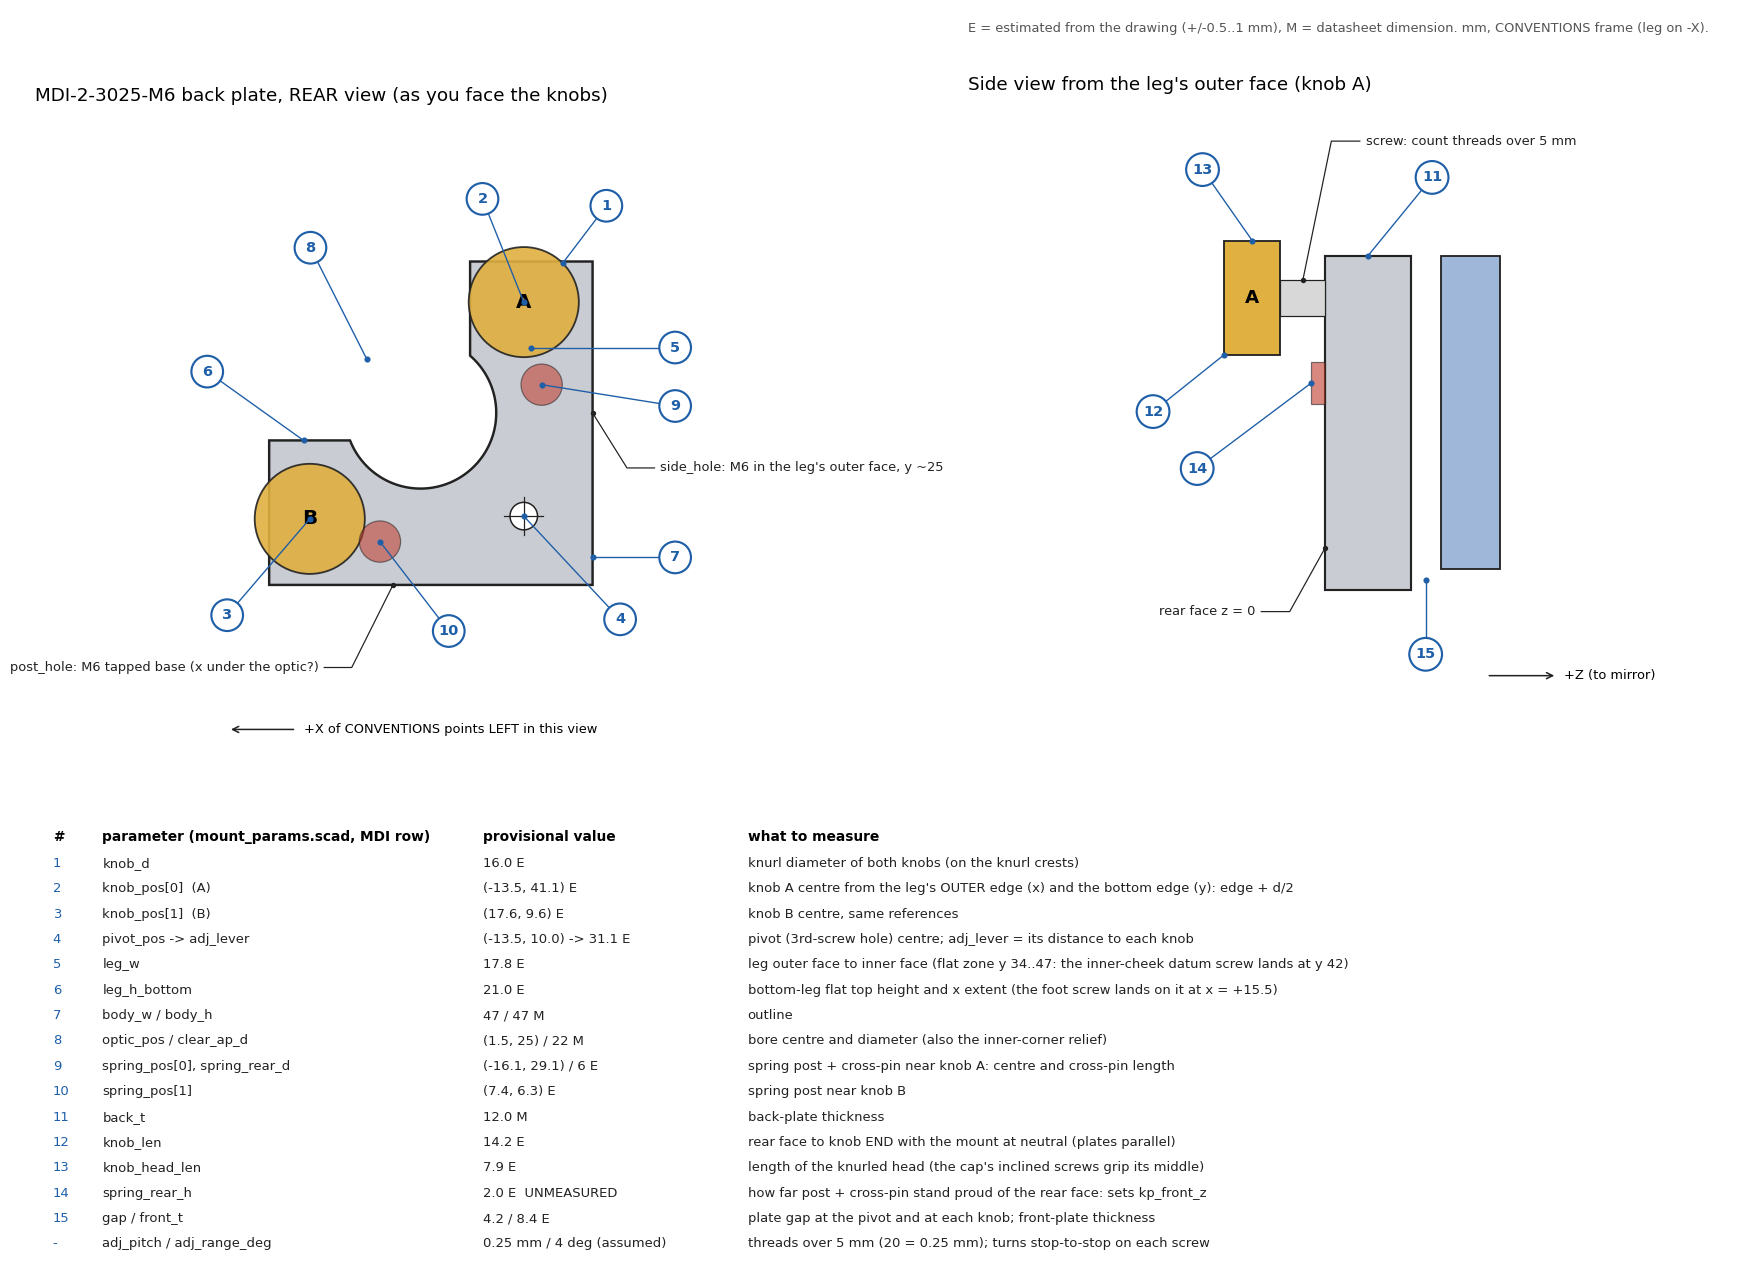 E = estimated from the drawing (+/-0.5..1 mm), M = datasheet dimension. mm, CONVENTIONS frame (leg on -X).
MDI-2-3025-M6 back plate, REAR view (as you face the knobs)
Side view from the leg's outer face (knob A)
screw: count threads over 5 mm
13
11
2
1
8
A
A
5
6
9
12
side_hole: M6 in the leg's outer face, y ~25
14
B
7
3
10
4
rear face z = 0
15
post_hole: M6 tapped base (x under the optic?)
+Z (to mirror)
+X of CONVENTIONS points LEFT in this view
# parameter (mount_params.scad, MDI row) provisional value what to measure
1 knob_d 16.0 E knurl diameter of both knobs (on the knurl crests)
2 knob_pos[0]  (A) (-13.5, 41.1) E knob A centre from the leg's OUTER edge (x) and the bottom edge (y): edge + d/2
3 knob_pos[1]  (B) (17.6, 9.6) E knob B centre, same references
4 pivot_pos -> adj_lever (-13.5, 10.0) -> 31.1 E pivot (3rd-screw hole) centre; adj_lever = its distance to each knob
5 leg_w 17.8 E leg outer face to inner face (flat zone y 34..47: the inner-cheek datum screw lands at y 42)
6 leg_h_bottom 21.0 E bottom-leg flat top height and x extent (the foot screw lands on it at x = +15.5)
7 body_w / body_h 47 / 47 M outline
8 optic_pos / clear_ap_d (1.5, 25) / 22 M bore centre and diameter (also the inner-corner relief)
9 spring_pos[0], spring_rear_d (-16.1, 29.1) / 6 E spring post + cross-pin near knob A: centre and cross-pin length
10 spring_pos[1] (7.4, 6.3) E spring post near knob B
11 back_t 12.0 M back-plate thickness
12 knob_len 14.2 E rear face to knob END with the mount at neutral (plates parallel)
13 knob_head_len 7.9 E length of the knurled head (the cap's inclined screws grip its middle)
14 spring_rear_h 2.0 E  UNMEASURED how far post + cross-pin stand proud of the rear face: sets kp_front_z
15 gap / front_t 4.2 / 8.4 E plate gap at the pivot and at each knob; front-plate thickness
- adj_pitch / adj_range_deg 0.25 mm / 4 deg (assumed) threads over 5 mm (20 = 0.25 mm); turns stop-to-stop on each screw